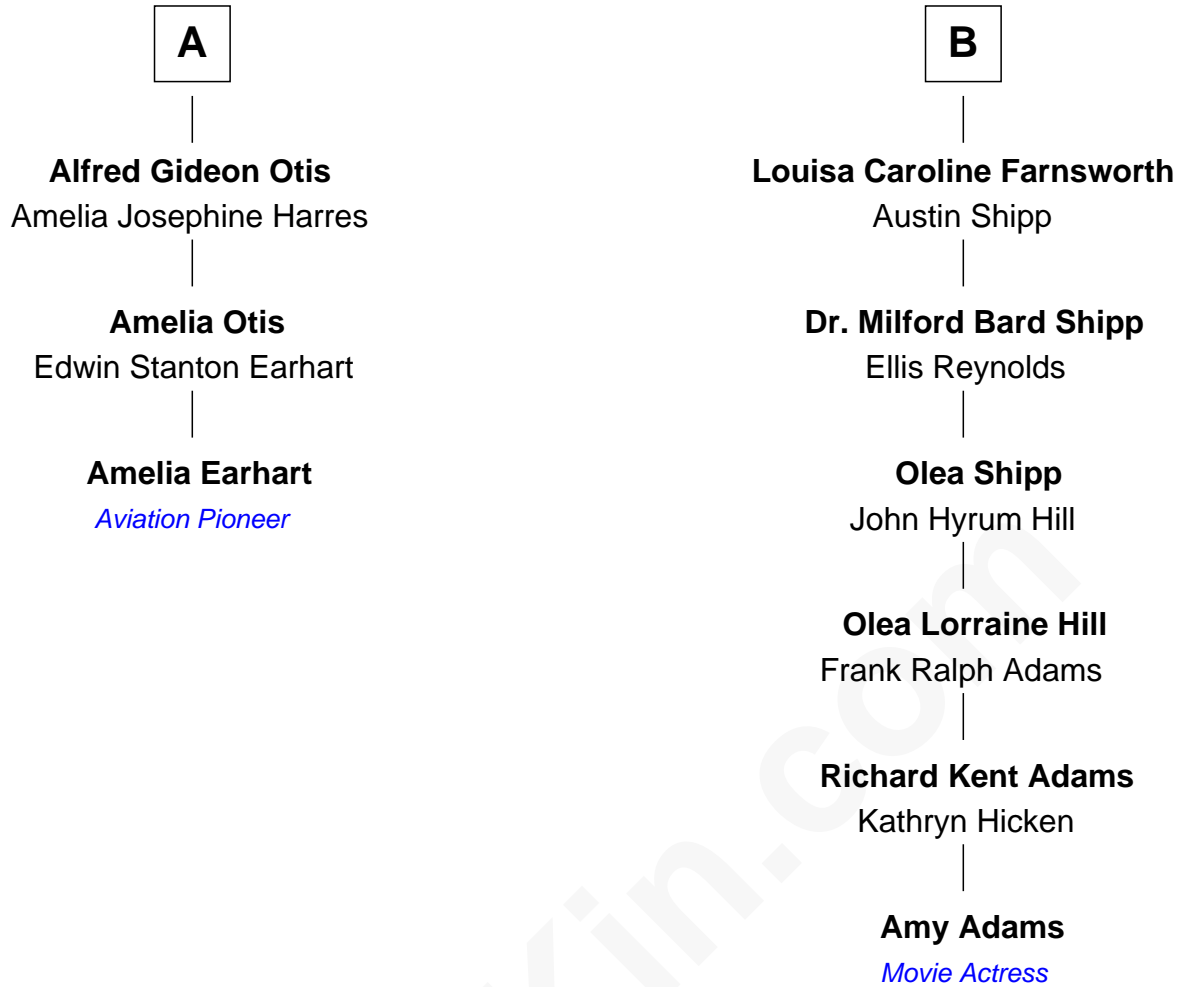 A
Alfred Gideon Otis
Amelia Josephine Harres
Amelia Otis
Edwin Stanton Earhart
Amelia Earhart
Aviation Pioneer
B
Louisa Caroline Farnsworth
Austin Shipp
Dr. Milford Bard Shipp
Ellis Reynolds
Olea Shipp
John Hyrum Hill
Olea Lorraine Hill
Frank Ralph Adams
Richard Kent Adams
Kathryn Hicken
Amy Adams
Movie Actress
Kin.com